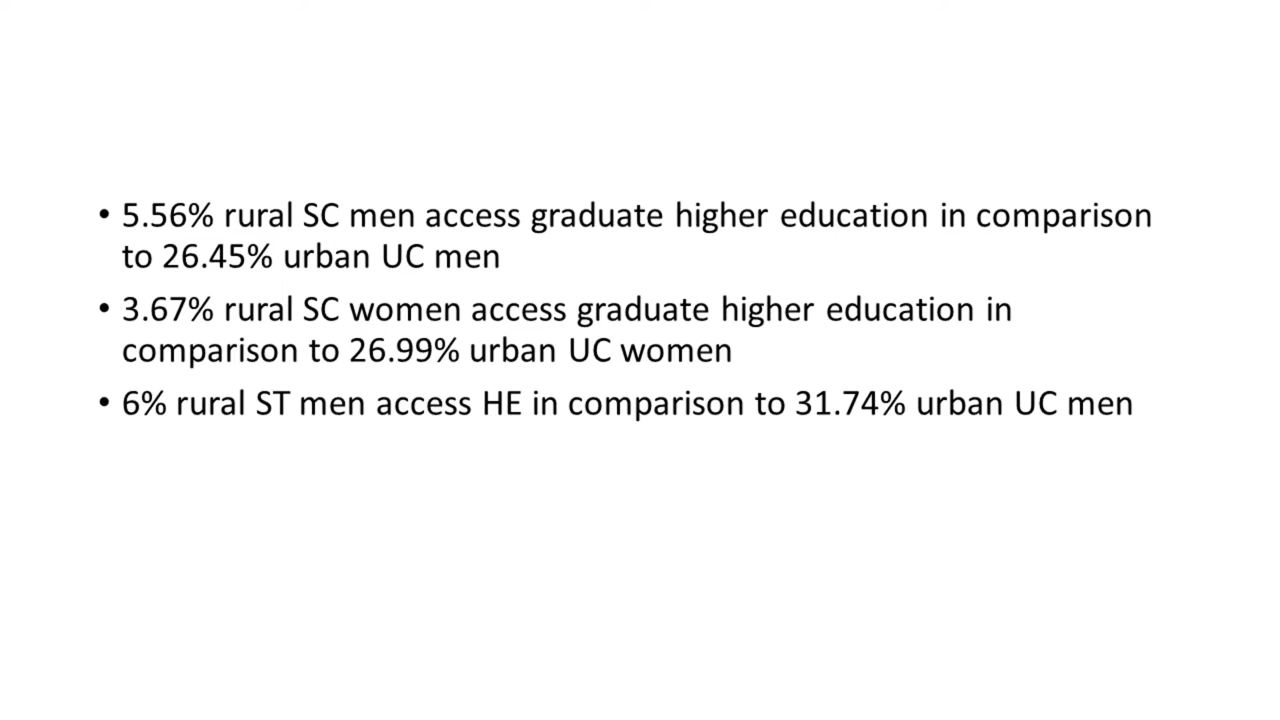 • 5.56% rural SC men access graduate higher education in comparison
to 26.45% urban UC men
• 3.67% rural SC women access graduate higher education in
comparison to 26.99% urban UC women
• 6% rural ST men access HE in comparison to 31.74% urban UC men